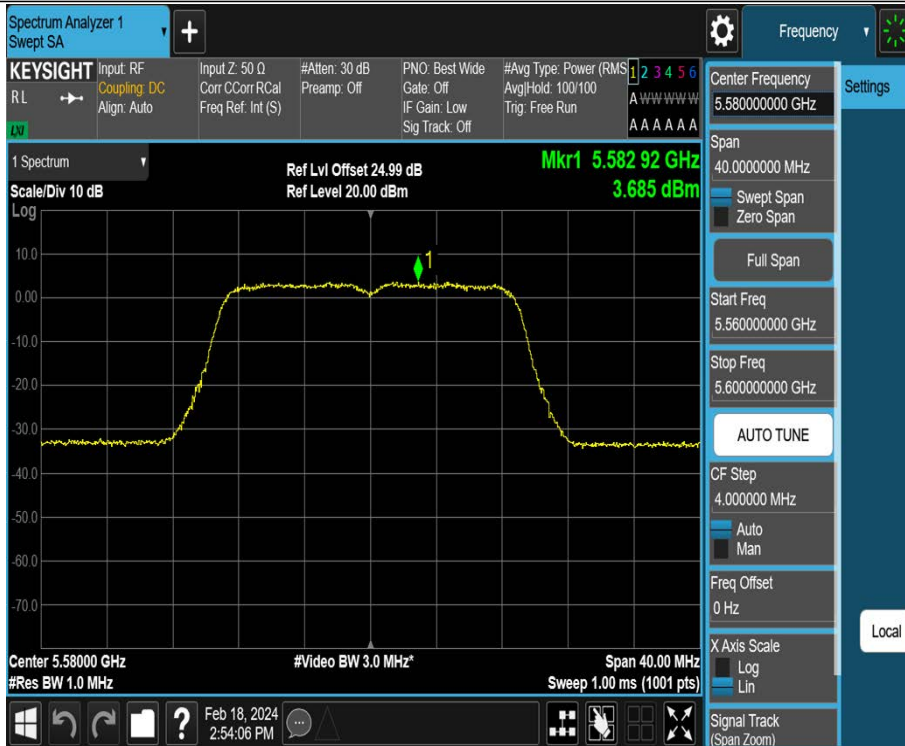 Spectrum Analyzer 1
Swept SA
+
Frequency
KEYSIGHT
RL
LXI
Input: RF
Coupling: DC
Align: Auto
Input Z: 50 Ω
Corr CCorr RCal
Freq Ref: Int (S)
#Atten: 30 dB
Preamp: Off
PNO: Best Wide
Gate: Off
IF Gain: Low
Sig Track: Off
#Avg Type: Power (RMS
Avg|Hold: 100/100
Trig: Free Run
1 2 3 4 5 6
A W W W W W
A A A A A A
1 Spectrum
Scale/Div 10 dB
Log
Ref Lvl Offset 24.99 dB
Ref Level 20.00 dBm
Mkr1 5.582 92 GHz
3.685 dBm
1
10.0
0.00
-10.0
-20.0
-30.0
-40.0
-50.0
-60.0
-70.0
Center 5.58000 GHz
#Res BW 1.0 MHz
#Video BW 3.0 MHz*
Span 40.00 MHz
Sweep 1.00 ms (1001 pts)
?
Feb 18, 2024
2:54:06 PM
Center Frequency
5.580000000 GHz
Span
40.0000000 MHz
Swept Span
Zero Span
Full Span
Start Freq
5.560000000 GHz
Stop Freq
5.600000000 GHz
AUTO TUNE
CF Step
4.000000 MHz
Auto
Man
Freq Offset
0 Hz
X Axis Scale
Log
Lin
Signal Track
(Span Zoom)
Settings
Local